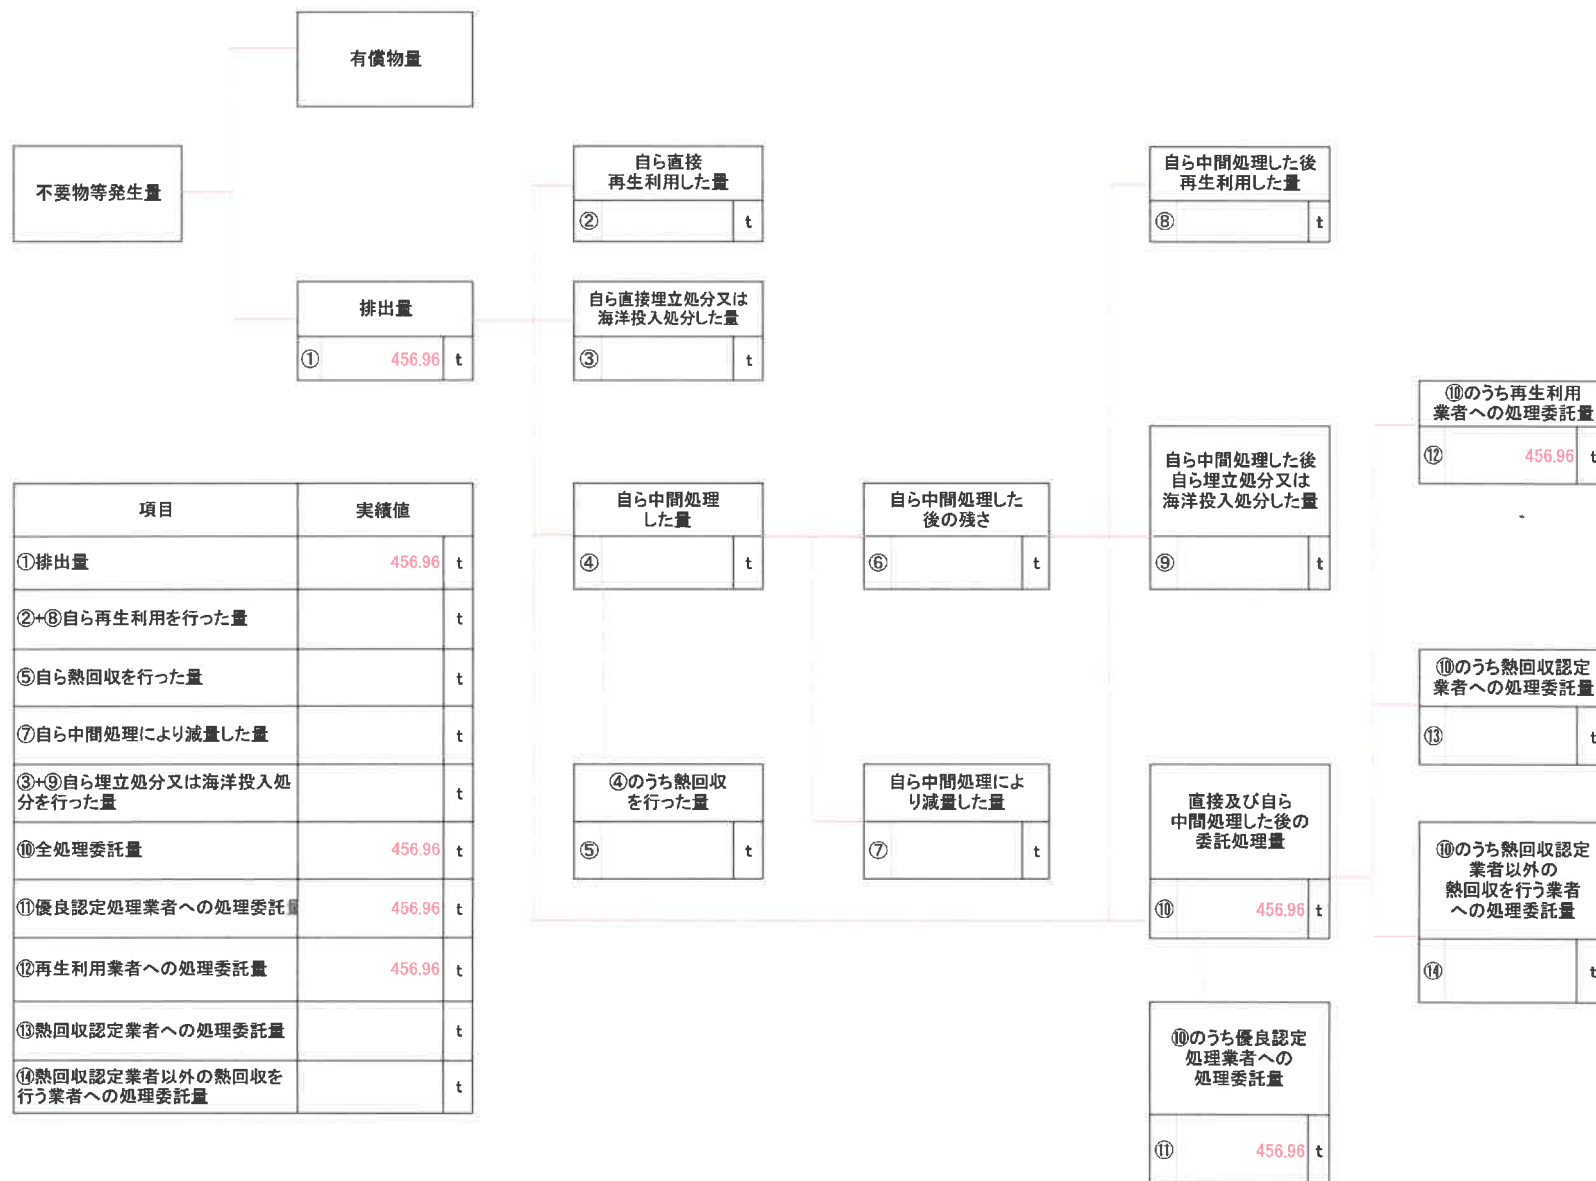 有償物量
不要物等発生量
自ら直接
再生利用した量
② t
自ら中間処理した後
再生利用した量
⑧ t
排出量
① 456.96 t
自ら直接埋立処分又は
海洋投入処分した量
③ t
⑩のうち再生利用
業者への処理委託量
⑫ 456.96 t
自ら中間処理した後
自ら埋立処分又は
海洋投入処分した量
⑨ t
自ら中間処理
した量
④ t
自ら中間処理した
後の残さ
⑥ t
項目 実績値
①排出量 456.96 t
②+⑧自ら再生利用を行った量 t
⑤自ら熱回収を行った量 t
⑦自ら中間処理により減量した量 t
③+⑨自ら埋立処分又は海洋投入処
分を行った量 t
⑩全処理委託量 456.96 t
⑪優良認定処理業者への処理委託量 456.96 t
⑫再生利用業者への処理委託量 456.96 t
⑬熱回収認定業者への処理委託量 t
⑭熱回収認定業者以外の熱回収を
行う業者への処理委託量 t
④のうち熱回収
を行った量
⑤ t
自ら中間処理によ
り減量した量
⑦ t
直接及び自ら
中間処理した後の
委託処理量
⑩ 456.96 t
⑩のうち熱回収認定
業者への処理委託量
⑬ t
⑩のうち熱回収認定
業者以外の
熱回収を行う業者
への処理委託量
⑭ t
⑩のうち優良認定
処理業者への
処理委託量
⑪ 456.96 t